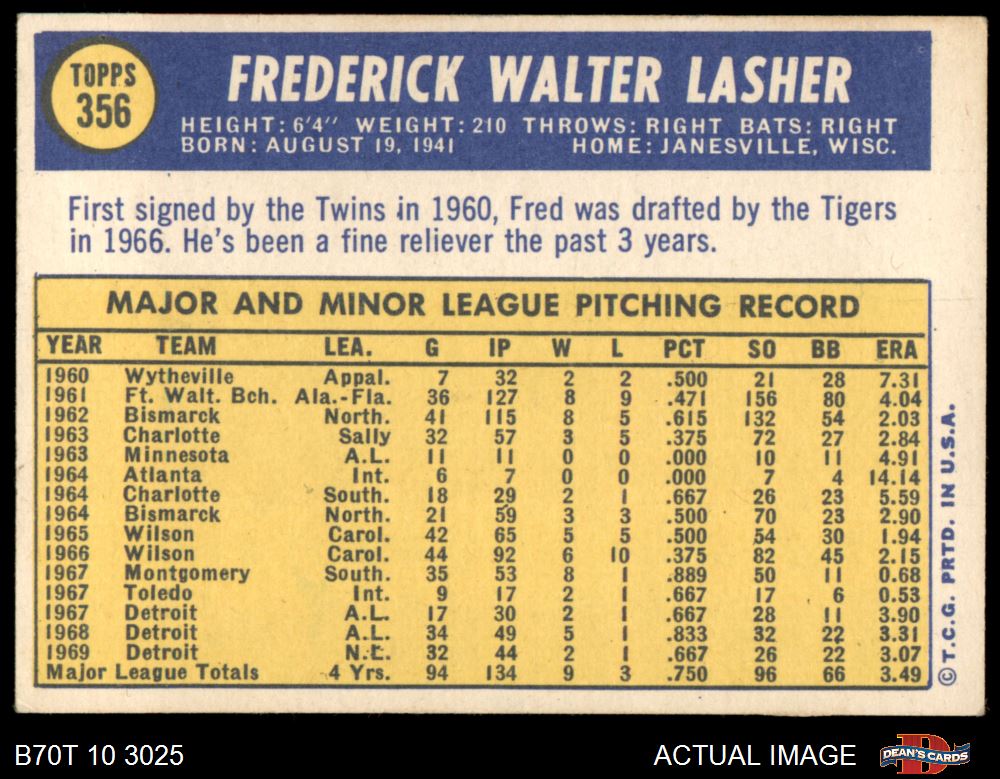 TOPPS
356
FREDERICK WALTER LASHER
HEIGHT: 6'4" WEIGHT: 210 THROWS: RIGHT BATS: RIGHT
BORN: AUGUST 19, 1941 HOME: JANESVILLE, WISC.
First signed by the Twins in 1960, Fred was drafted by the Tigers
in 1966. He's been a fine reliever the past 3 years.
MAJOR AND MINOR LEAGUE PITCHING RECORD
YEAR TEAM LEA. G IP W L PCT SO BB ERA
1960 Wytheville Appal. 7 32 2 2 .500 21 28 7.31
1961 Ft. Walt. Bch. Ala.-Fla. 36 127 8 9 .471 156 80 4.04
1962 Bismarck North. 41 115 8 5 .615 132 54 2.03
1963 Charlotte Sally 32 57 3 5 .375 72 27 2.84
1963 Minnesota A.L. 11 11 0 0 .000 10 11 4.91
1964 Atlanta Int. 6 7 0 0 .000 7 4 14.14
1964 Charlotte South. 18 29 2 1 .667 26 23 5.59
1964 Bismarck North. 21 59 3 3 .500 70 23 2.90
1965 Wilson Carol. 42 65 5 5 .500 54 30 1.94
1966 Wilson Carol. 44 92 6 10 .375 82 45 2.15
1967 Montgomery South. 35 53 8 1 .889 50 11 0.68
1967 Toledo Int. 9 17 2 1 .667 17 6 0.53
1967 Detroit A.L. 17 30 2 1 .667 28 11 3.90
1968 Detroit A.L. 34 49 5 1 .833 32 22 3.31
1969 Detroit N.L. 32 44 2 1 .667 26 22 3.07
Major League Totals 4 Yrs. 94 134 9 3 .750 96 66 3.49
© T.C.G. PRTD. IN U.S.A.
B70T 10 3025 ACTUAL IMAGE
DEAN'S CARDS